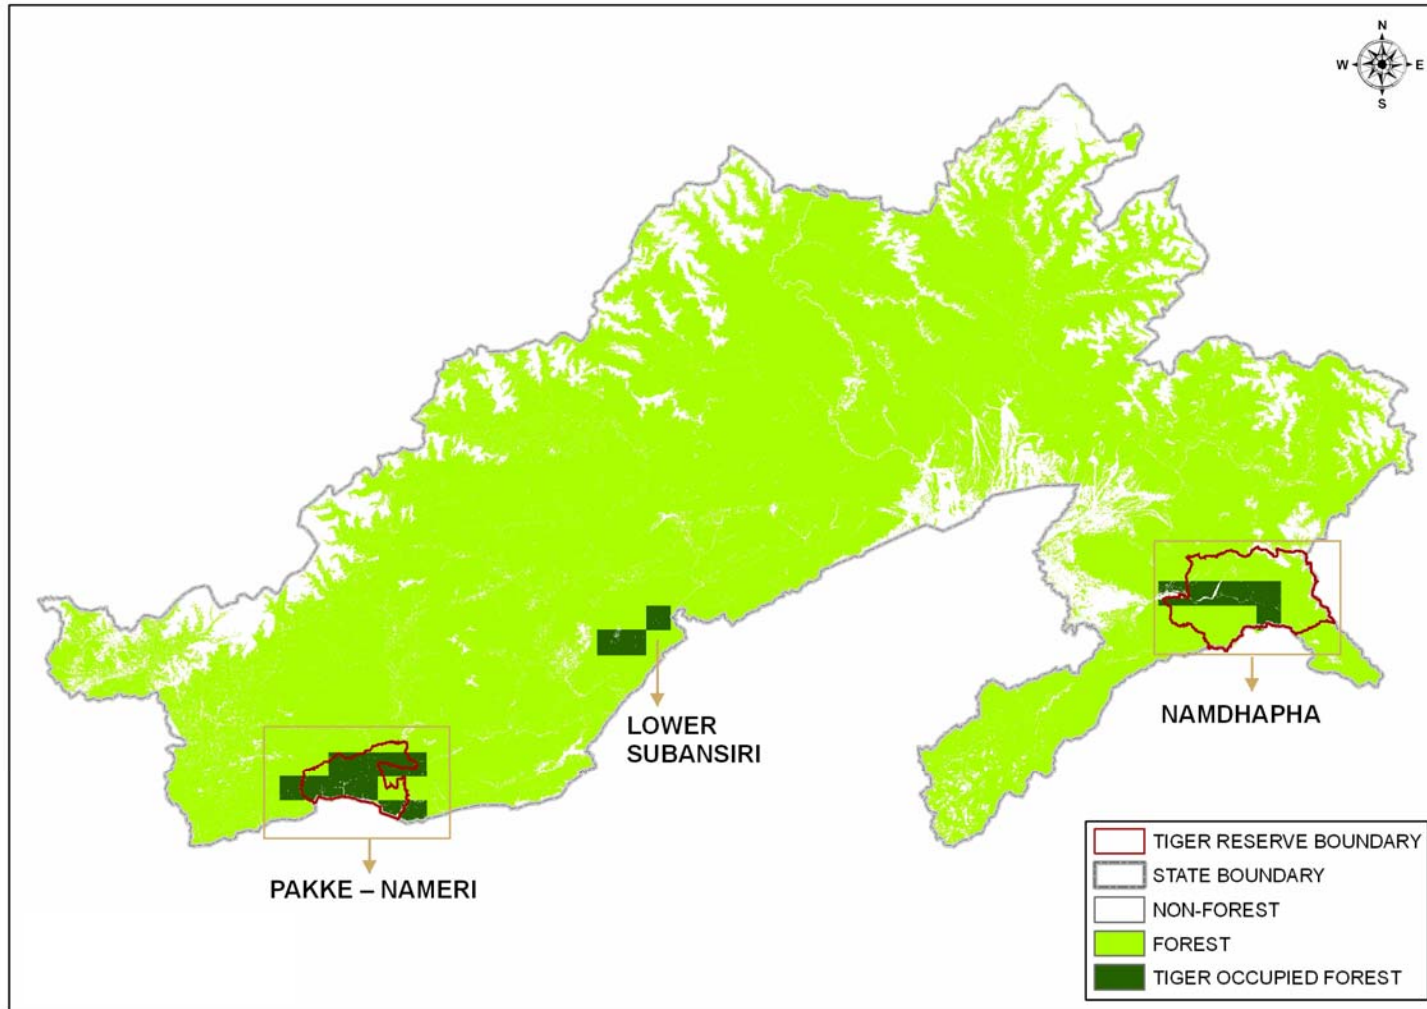 N
W E
S
LOWER
SUBANSIRI
NAMDHAPHA
PAKKE – NAMERI
TIGER RESERVE BOUNDARY
STATE BOUNDARY
NON-FOREST
FOREST
TIGER OCCUPIED FOREST